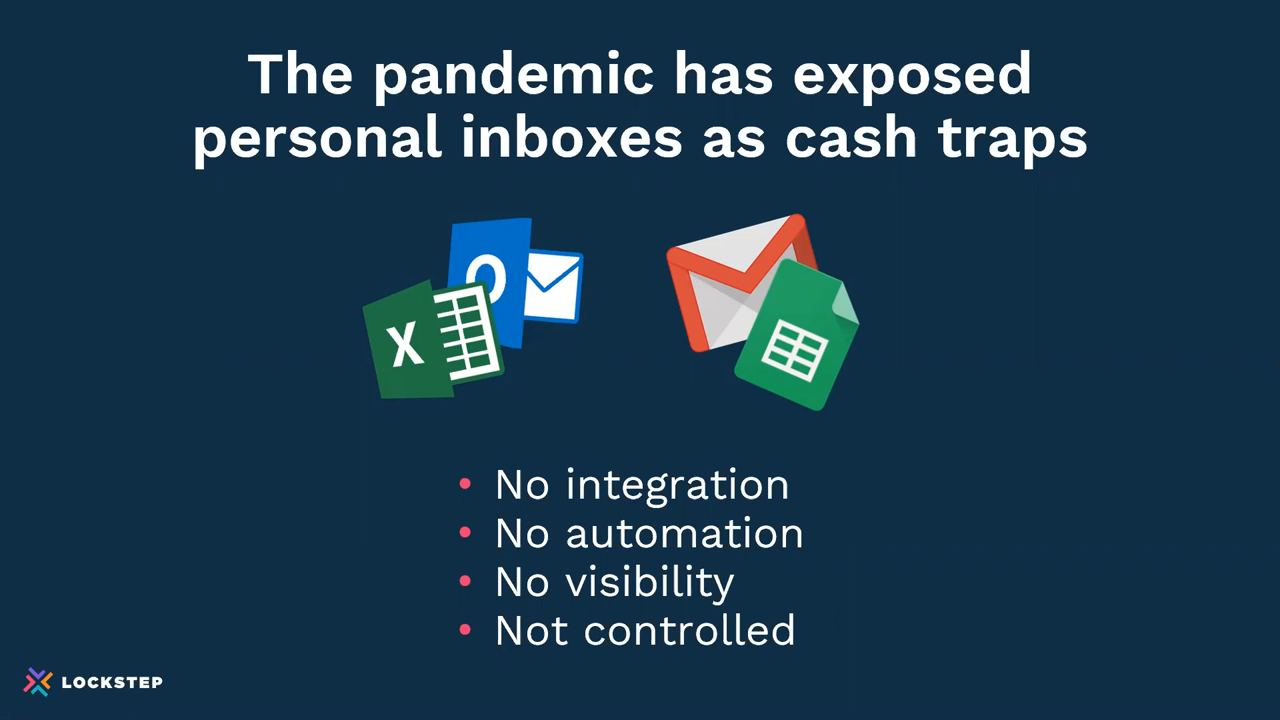 The pandemic has exposed
personal inboxes as cash traps
O
X
• No integration
• No automation
• No visibility
• Not controlled
LOCKSTEP